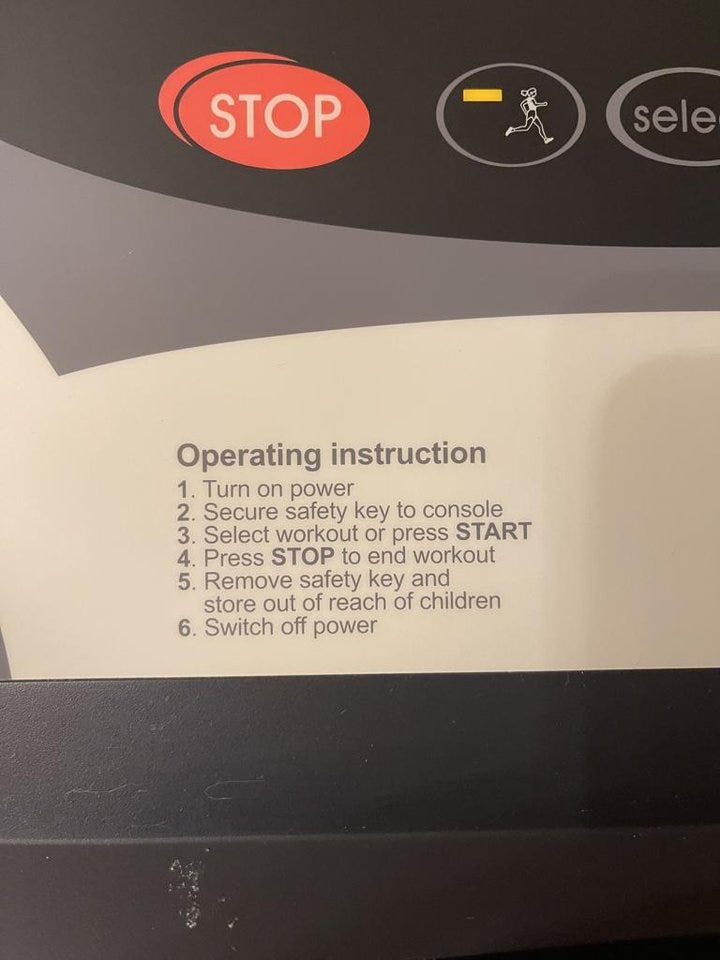 STOP
sele
Operating instruction
1. Turn on power
2. Secure safety key to console
3. Select workout or press START
4. Press STOP to end workout
5. Remove safety key and
store out of reach of children
6. Switch off power